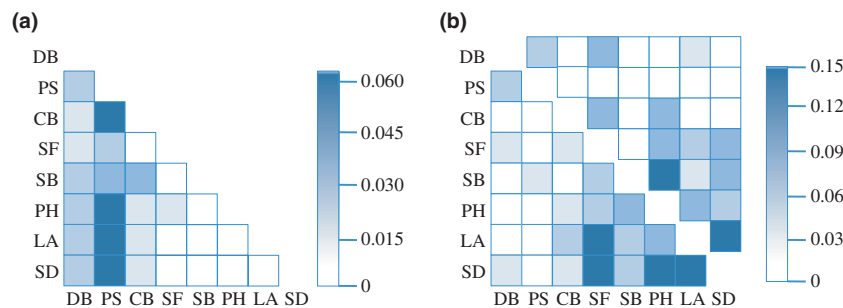 (a)
DB
PS
CB
SF
SB
PH
LA
SD
DB PS CB SF SB PH LA SD
0.060
0.045
0.030
0.015
0
(b)
DB
PS
CB
SF
SB
PH
LA
SD
DB PS CB SF SB PH LA SD
0.15
0.12
0.09
0.06
0.03
0